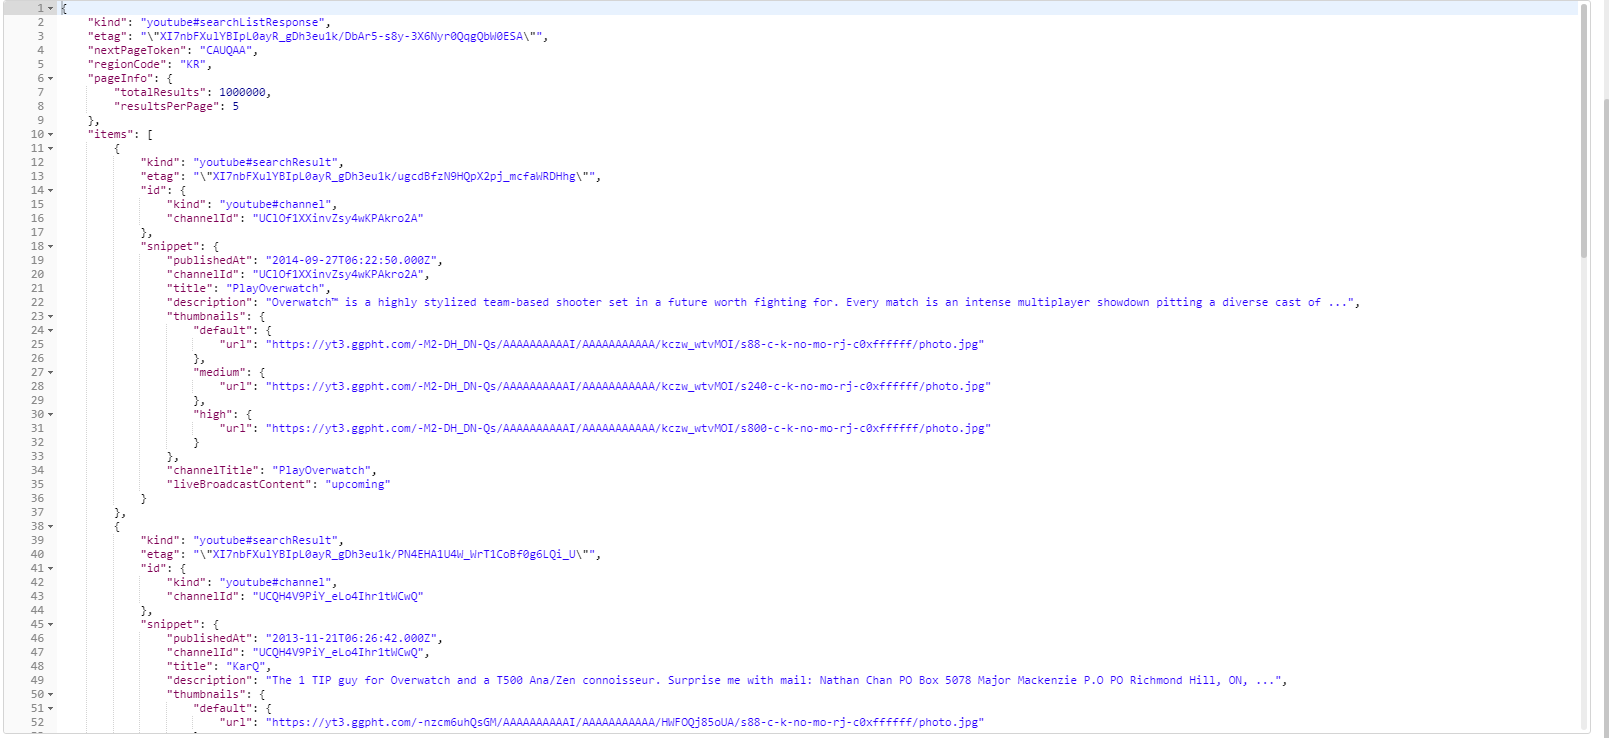 1 {
2 "kind": "youtube#searchListResponse",
3 "etag": "\"XI7nbFXulYBIpL0ayR_gDh3eu1k/DbAr5-s8y-3X6Nyr0QqgQbW0ESA\"",
4 "nextPageToken": "CAUQAA",
5 "regionCode": "KR",
6 "pageInfo": {
7 "totalResults": 1000000,
8 "resultsPerPage": 5
9 },
10 "items": [
11 {
12 "kind": "youtube#searchResult",
13 "etag": "\"XI7nbFXulYBIpL0ayR_gDh3eu1k/ugcdBfzN9HQpX2pj_mcfaWRDHhg\"",
14 "id": {
15 "kind": "youtube#channel",
16 "channelId": "UClOf1XXinvZsy4wKPAkro2A"
17 },
18 "snippet": {
19 "publishedAt": "2014-09-27T06:22:50.000Z",
20 "channelId": "UClOf1XXinvZsy4wKPAkro2A",
21 "title": "PlayOverwatch",
22 "description": "Overwatch™ is a highly stylized team-based shooter set in a future worth fighting for. Every match is an intense multiplayer showdown pitting a diverse cast of ...",
23 "thumbnails": {
24 "default": {
25 "url": "https://yt3.ggpht.com/-M2-DH_DN-Qs/AAAAAAAAAAI/AAAAAAAAAAA/kczw_wtvMOI/s88-c-k-no-mo-rj-c0xffffff/photo.jpg"
26 },
27 "medium": {
28 "url": "https://yt3.ggpht.com/-M2-DH_DN-Qs/AAAAAAAAAAI/AAAAAAAAAAA/kczw_wtvMOI/s240-c-k-no-mo-rj-c0xffffff/photo.jpg"
29 },
30 "high": {
31 "url": "https://yt3.ggpht.com/-M2-DH_DN-Qs/AAAAAAAAAAI/AAAAAAAAAAA/kczw_wtvMOI/s800-c-k-no-mo-rj-c0xffffff/photo.jpg"
32 }
33 },
34 "channelTitle": "PlayOverwatch",
35 "liveBroadcastContent": "upcoming"
36 }
37 },
38 {
39 "kind": "youtube#searchResult",
40 "etag": "\"XI7nbFXulYBIpL0ayR_gDh3eu1k/PN4EHA1U4W_WrT1CoBf0g6LQi_U\"",
41 "id": {
42 "kind": "youtube#channel",
43 "channelId": "UCQH4V9PiY_eLo4Ihr1tWCwQ"
44 },
45 "snippet": {
46 "publishedAt": "2013-11-21T06:26:42.000Z",
47 "channelId": "UCQH4V9PiY_eLo4Ihr1tWCwQ",
48 "title": "KarQ",
49 "description": "The 1 TIP guy for Overwatch and a T500 Ana/Zen connoisseur. Surprise me with mail: Nathan Chan PO Box 5078 Major Mackenzie P.O PO Richmond Hill, ON, ...",
50 "thumbnails": {
51 "default": {
52 "url": "https://yt3.ggpht.com/-nzcm6uhQsGM/AAAAAAAAAAI/AAAAAAAAAAA/HWFOQj85oUA/s88-c-k-no-mo-rj-c0xffffff/photo.jpg"